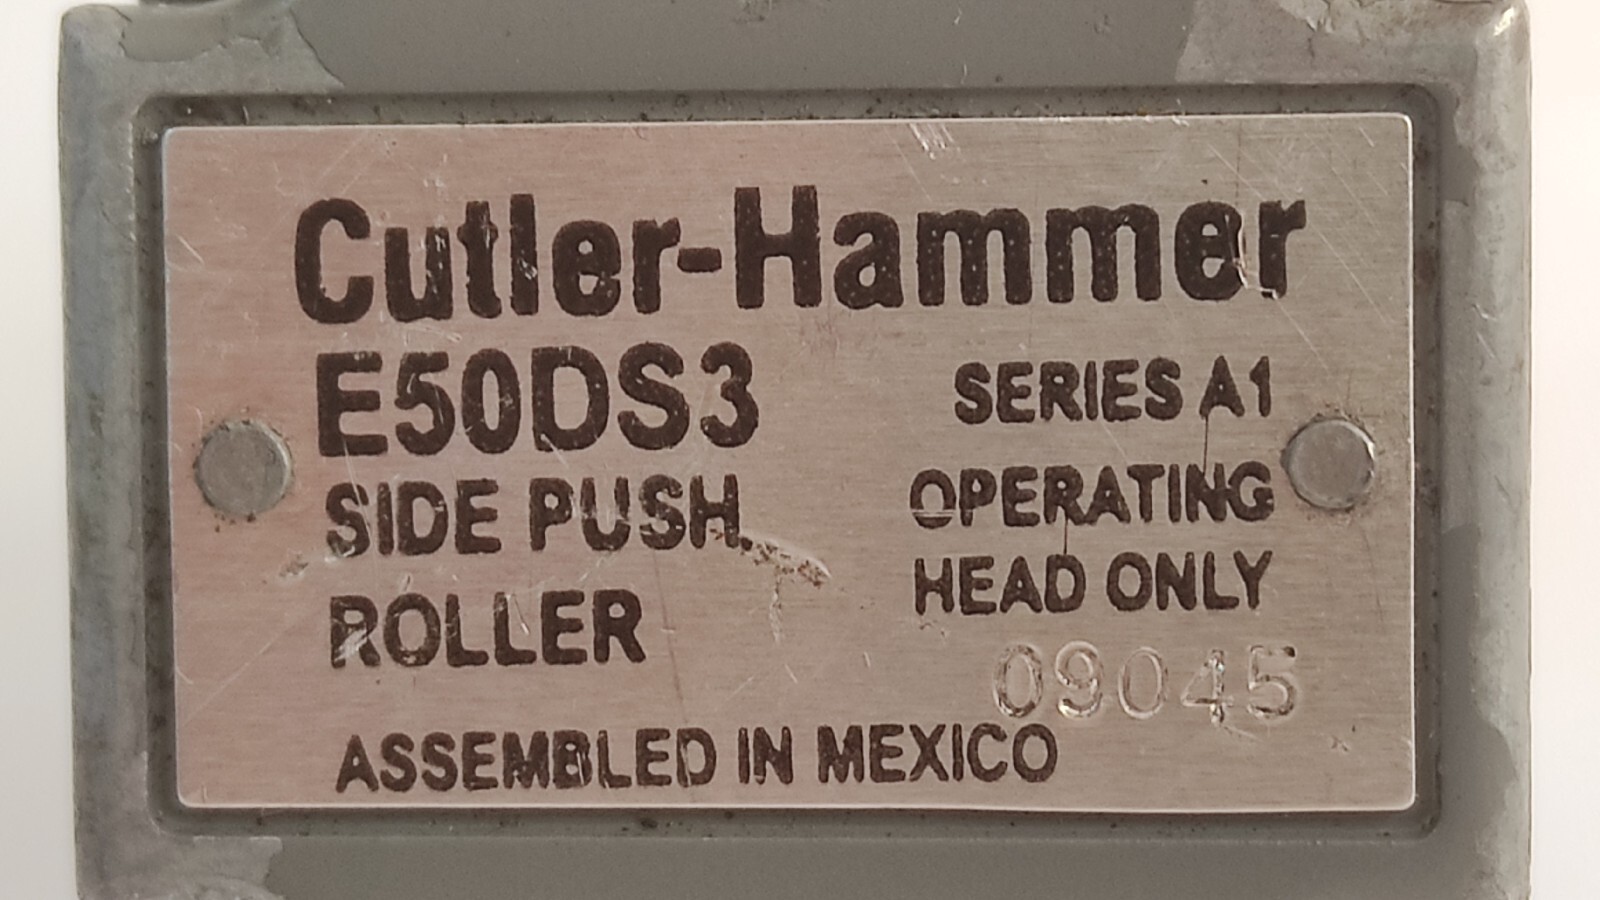 Cutler-Hammer
E50DS3 SERIES A1
SIDE PUSH OPERATING
ROLLER HEAD ONLY
09045
ASSEMBLED IN MEXICO